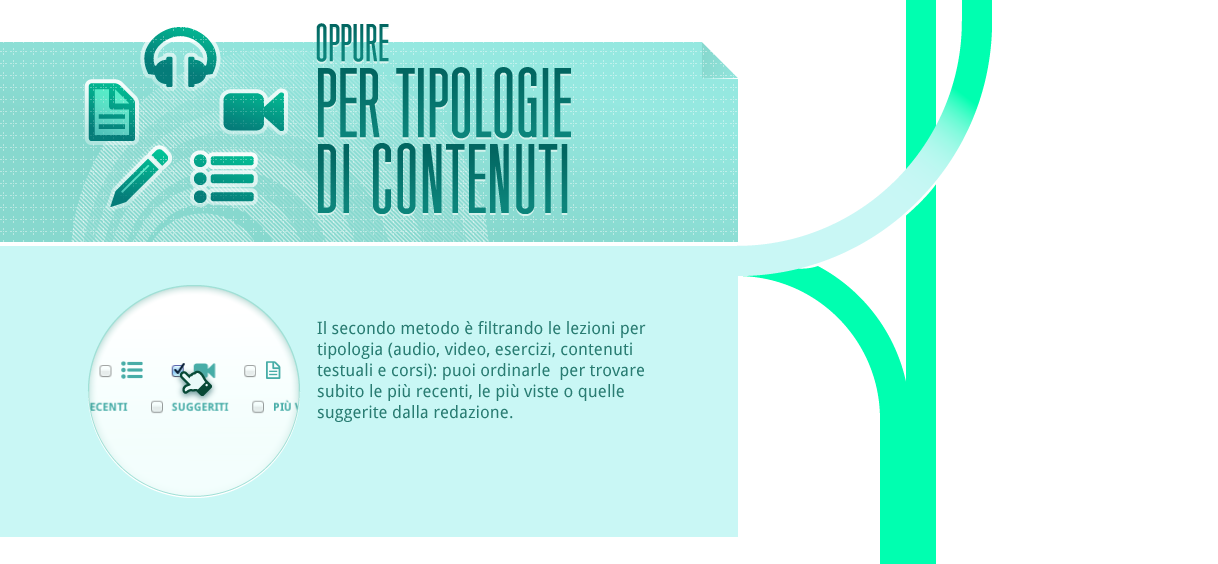 OPPURE
PER TIPOLOGIE
DI CONTENUTI
Il secondo metodo è filtrando le lezioni per
tipologia (audio, video, esercizi, contenuti
testuali e corsi): puoi ordinarle  per trovare
subito le più recenti, le più viste o quelle
suggerite dalla redazione.
ECENTI SUGGERITI PIÙ V